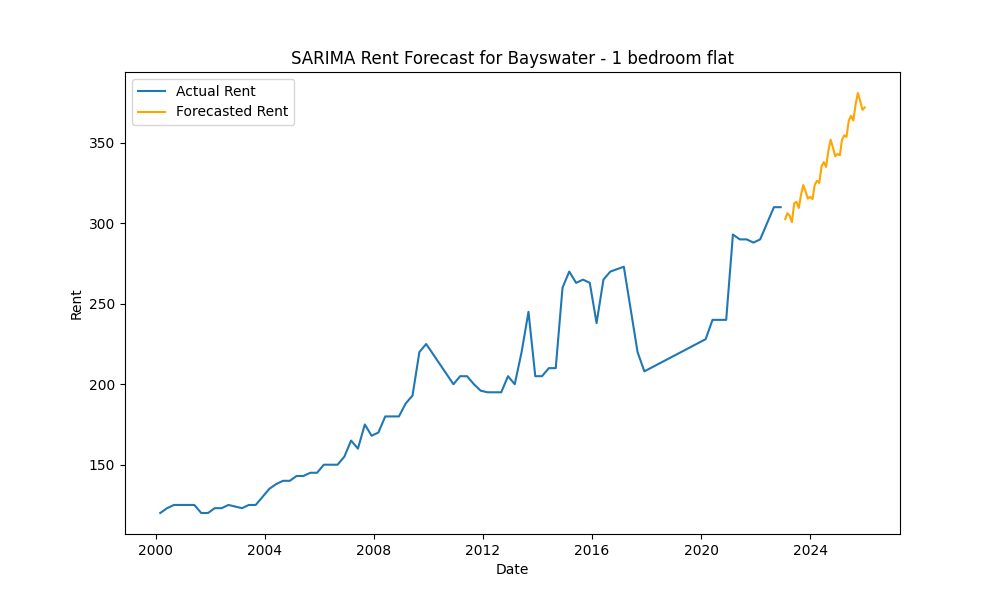 SARIMA Rent Forecast for Bayswater - 1 bedroom flat
Actual Rent
Forecasted Rent
350
300
250
200
150
Rent
2000 2004 2008 2012 2016 2020 2024
Date